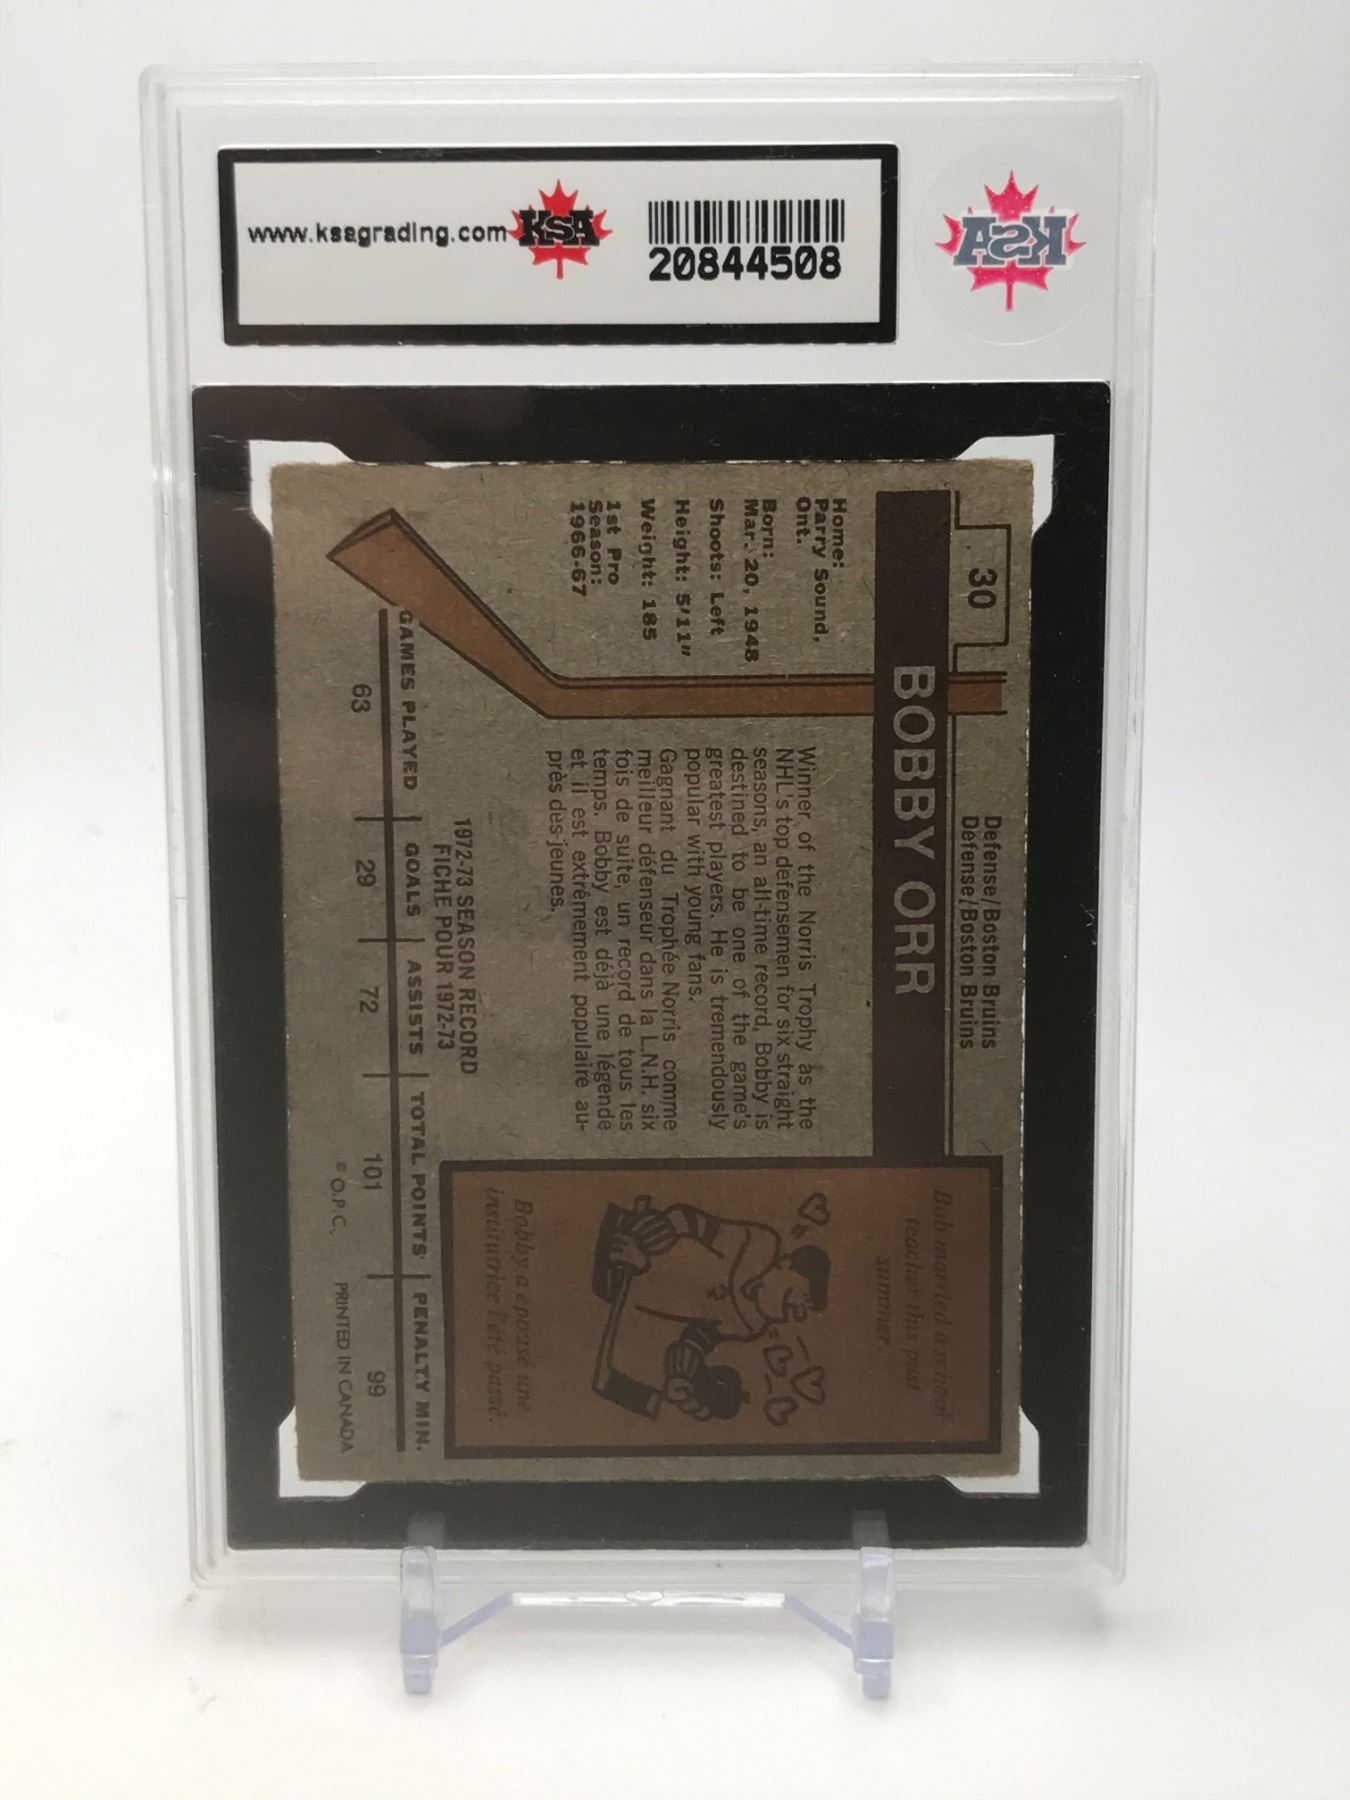 www.ksagrading.com
KSA
20844508
KSA
30
Defense/Boston Bruins
Défense/Boston Bruins
BOBBY ORR
Home:
Parry Sound,
Ont.
Born:
Mar. 20, 1948
Shoots: Left
Height: 5'11"
Weight: 185
1st Pro
Season:
1966-67
Winner of the Norris Trophy as the
NHL's top defensemen for six straight
seasons, an all-time record, Bobby is
destined to be one of the game's
greatest players. He is tremendously
popular with young fans.
Gagnant du Trophée Norris comme
meilleur défenseur dans la L.N.H. six
fois de suite, un record de tous les
temps. Bobby est déjà une légende
et il est extrêmement populaire au-
près des jeunes.
Bob married a school
teacher this past
summer.
Bobby a épousé une
institutrice l'été passé.
1972-73 SEASON RECORD
FICHE POUR 1972-73
GAMES PLAYED GOALS ASSISTS TOTAL POINTS PENALTY MIN.
63 29 72 101 99
© O.P.C. PRINTED IN CANADA